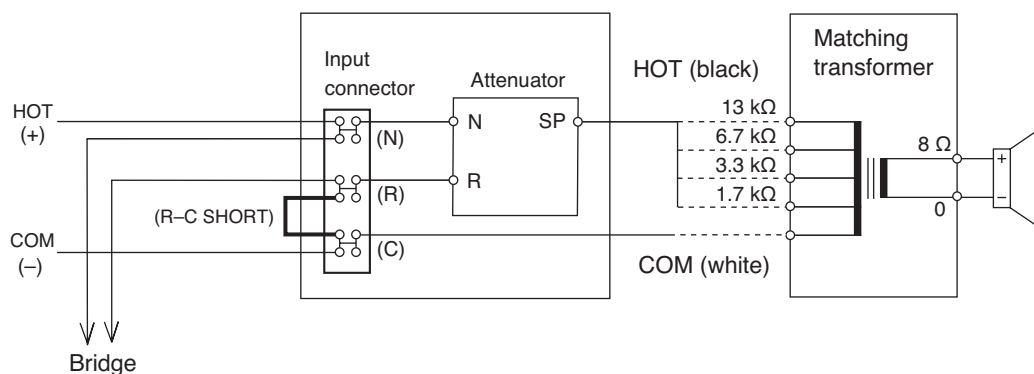 Input
connector
Attenuator
HOT (black)
Matching
transformer
HOT
(+)
N
SP
(N)
R
(R)
(R–C SHORT)
(C)
COM
(–)
Bridge
13 kΩ
6.7 kΩ
3.3 kΩ
1.7 kΩ
COM (white)
8 Ω
0
+
–